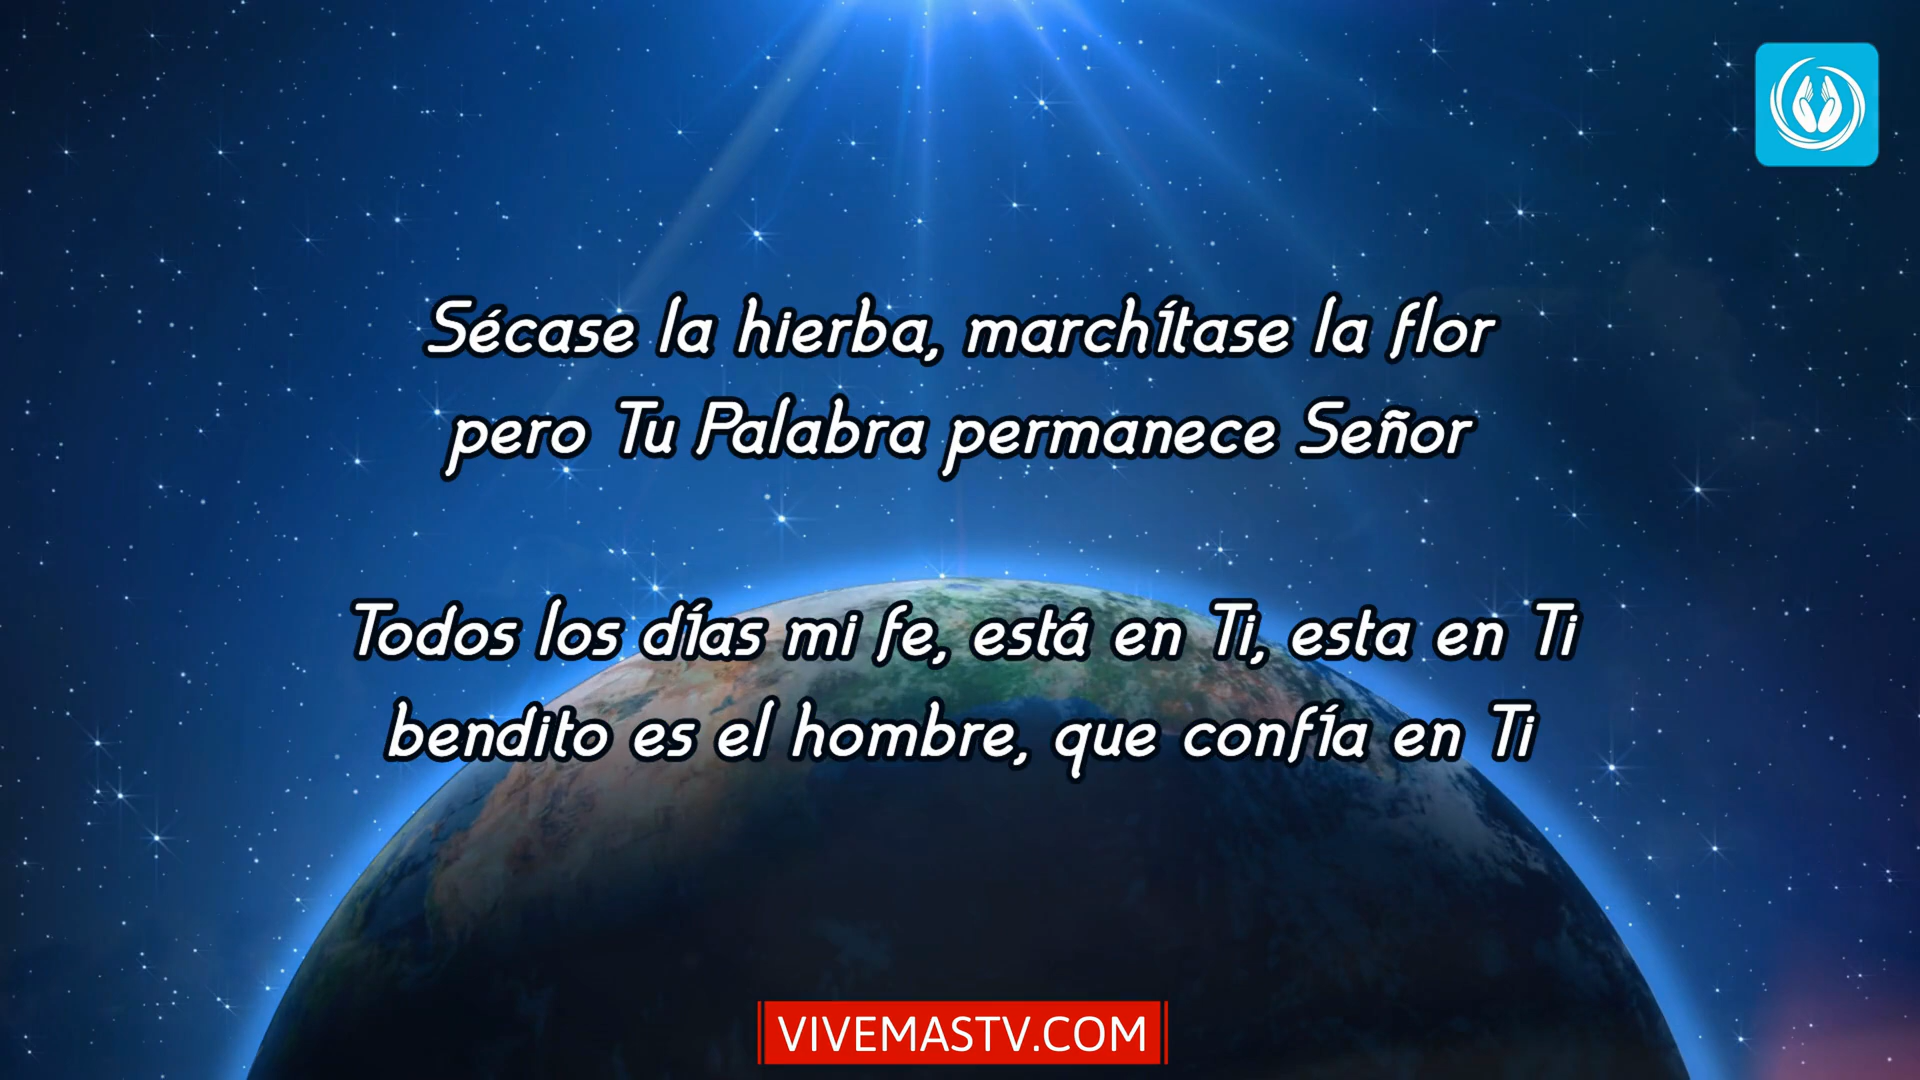 Sécase la hierba, marchítase la flor
pero Tu Palabra permanece Señor
Todos los días mi fe, está en Ti, esta en Ti
bendito es el hombre, que confía en Ti
VIVEMASTV.COM